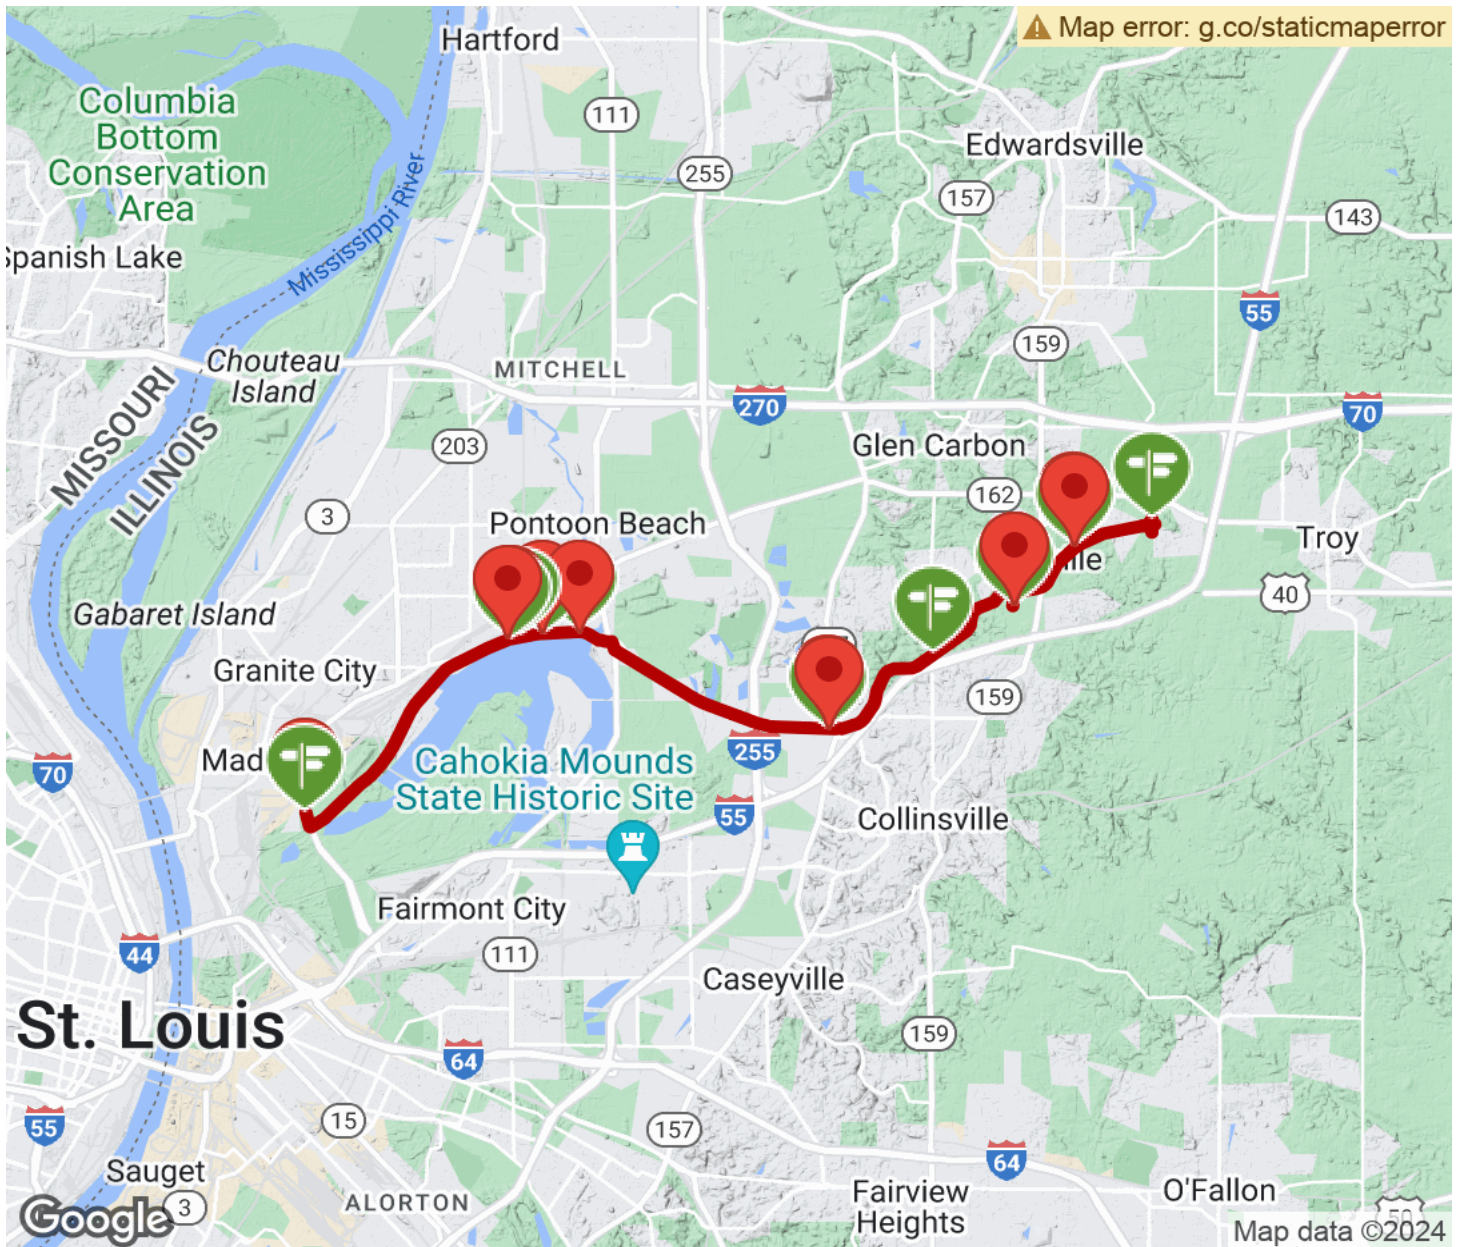 Hartford
Map error: g.co/staticmaperror
Columbia
Bottom
Conservation
Area
111
Edwardsville
255
157
143
Mississippi River
Spanish Lake
55
159
Chouteau
Island
MITCHELL
270
70
MISSOURI
ILLINOIS
203
Glen Carbon
162
3
Pontoon Beach
Troy
ille
40
Gabaret Island
Granite City
159
Mad
255
70
Cahokia Mounds
State Historic Site
55
Collinsville
Fairmont City
44
111
Caseyville
St. Louis
159
64
15
157
55
64
Sauget
ALORTON
Fairview
Heights
O'Fallon
Google
3
50
Map data ©2024